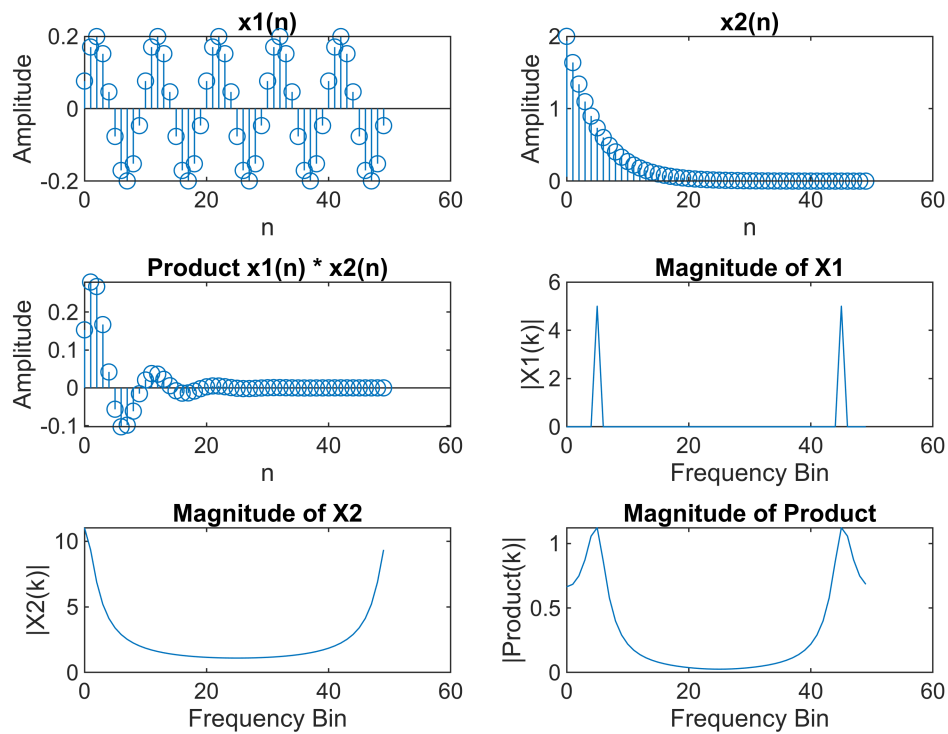 x1(n)
Amplitude
0.2
0
-0.2
0 20 40 60
n
x2(n)
Amplitude
2
1
0
0 20 40 60
n
Product x1(n) * x2(n)
Amplitude
0.2
0.1
0
-0.1
0 20 40 60
n
Magnitude of X1
|X1(k)|
6
4
2
0
0 20 40 60
Frequency Bin
Magnitude of X2
|X2(k)|
10
5
0
0 20 40 60
Frequency Bin
Magnitude of Product
|Product(k)|
1
0.5
0
0 20 40 60
Frequency Bin